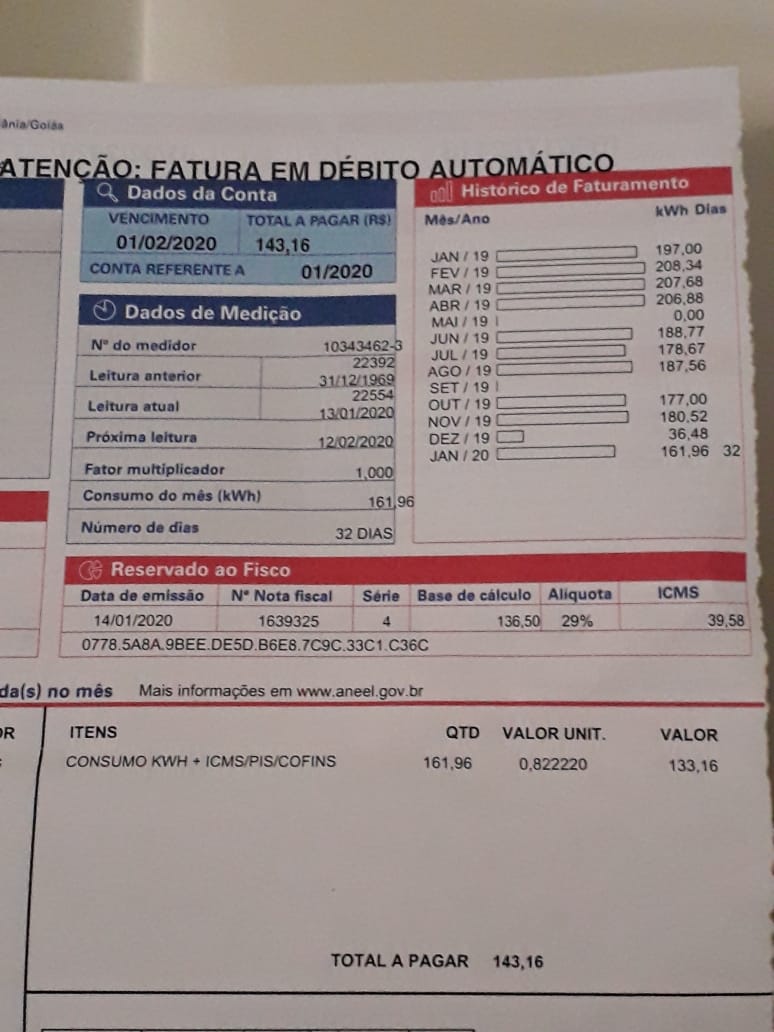 ânia/Goiás
ATENÇÃO: FATURA EM DÉBITO AUTOMÁTICO
Dados da Conta
VENCIMENTO TOTAL A PAGAR (R$)
01/02/2020 143,16
CONTA REFERENTE A 01/2020
Dados de Medição
Nº do medidor 10343462-3
Leitura anterior 22392
31/12/1969
Leitura atual 22554
13/01/2020
Próxima leitura 12/02/2020
Fator multiplicador 1,000
Consumo do mês (kWh) 161,96
Número de dias 32 DIAS
Histórico de Faturamento
Mês/Ano kWh Dias
JAN / 19 197,00
FEV / 19 208,34
MAR / 19 207,68
ABR / 19 206,88
MAI / 19 0,00
JUN / 19 188,77
JUL / 19 178,67
AGO / 19 187,56
SET / 19
OUT / 19 177,00
NOV / 19 180,52
DEZ / 19 36,48
JAN / 20 161,96 32
Reservado ao Fisco
Data de emissão Nº Nota fiscal Série Base de cálculo Alíquota ICMS
14/01/2020 1639325 4 136,50 29% 39,58
0778.5A8A.9BEE.DE5D.B6E8.7C9C.33C1.C36C
da(s) no mês Mais informações em www.aneel.gov.br
OR ITENS QTD VALOR UNIT. VALOR
CONSUMO KWH + ICMS/PIS/COFINS 161,96 0,822220 133,16
TOTAL A PAGAR 143,16